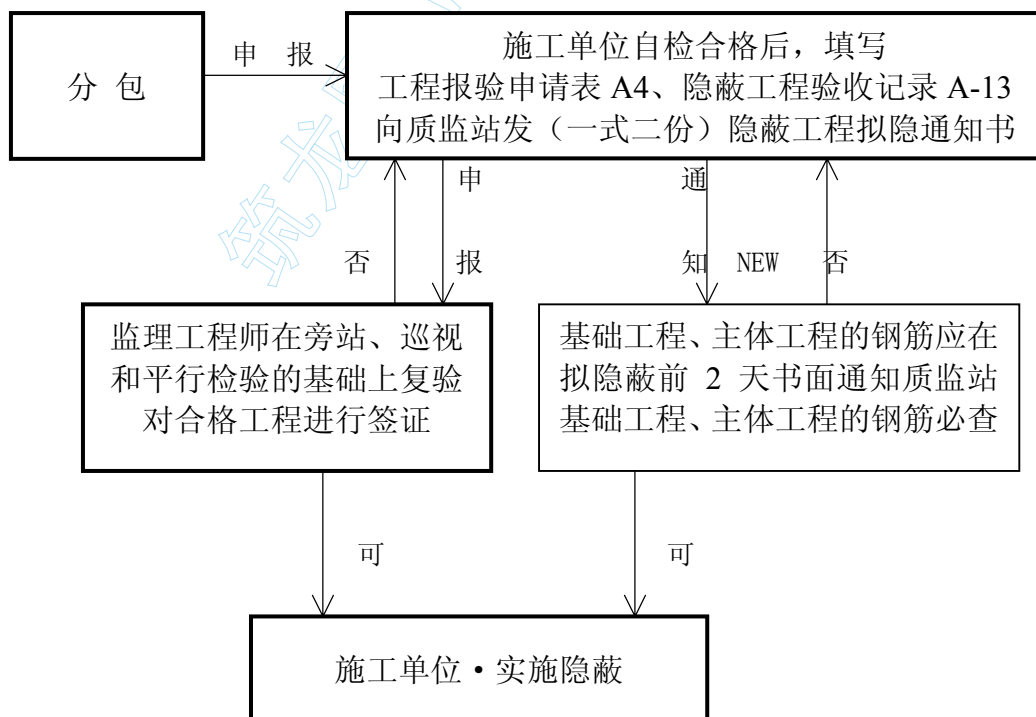 分 包
申 报
施工单位自检合格后，填写
工程报验申请表 A4、隐蔽工程验收记录 A-13
向质监站发（一式二份）隐蔽工程拟隐通知书
否
申
报
通
知
NEW
否
监理工程师在旁站、巡视
和平行检验的基础上复验
对合格工程进行签证
基础工程、主体工程的钢筋应在
拟隐蔽前 2 天书面通知质监站
基础工程、主体工程的钢筋必查
可
可
施工单位·实施隐蔽
筑龙